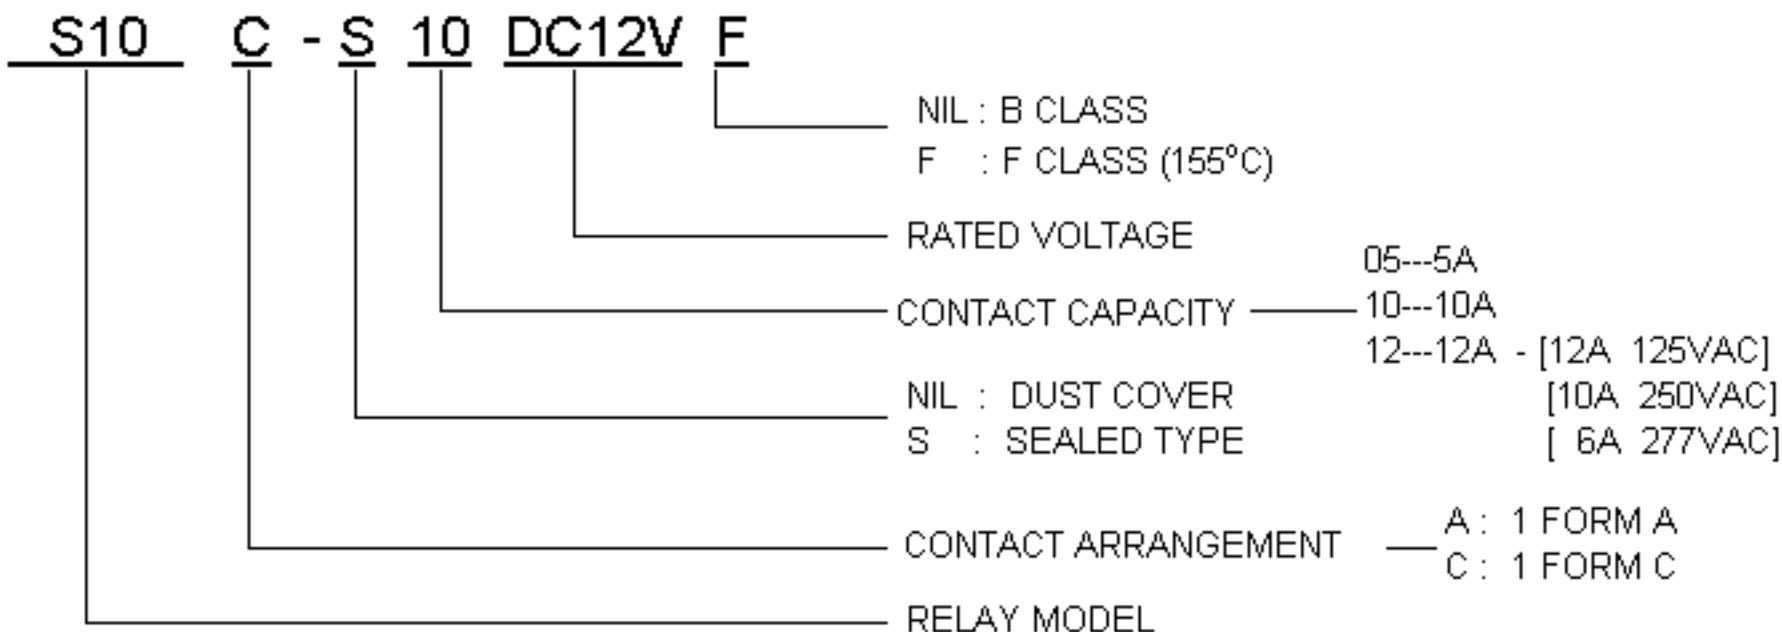 S10 C - S 10 DC12V F
NIL : B CLASS
F : F CLASS (155°C)
RATED VOLTAGE
05---5A
CONTACT CAPACITY
10---10A
12---12A - [12A 125VAC]
NIL : DUST COVER
[10A 250VAC]
S : SEALED TYPE
[ 6A 277VAC]
A : 1 FORM A
CONTACT ARRANGEMENT
C : 1 FORM C
RELAY MODEL